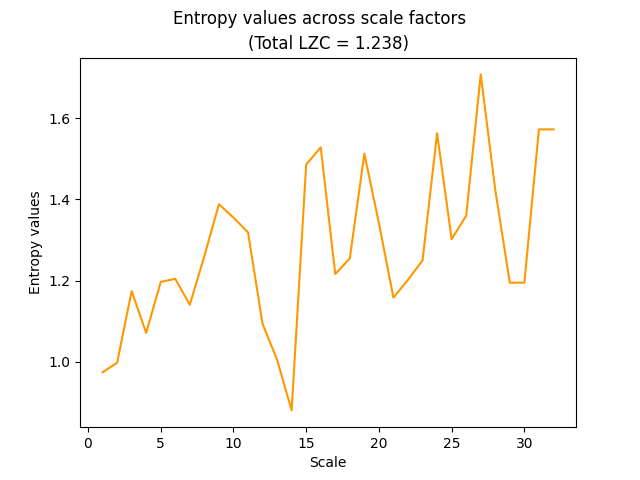 Entropy values across scale factors
(Total LZC = 1.238)
Entropy values
1.6
1.4
1.2
1.0
0
5
10
15
20
25
30
Scale